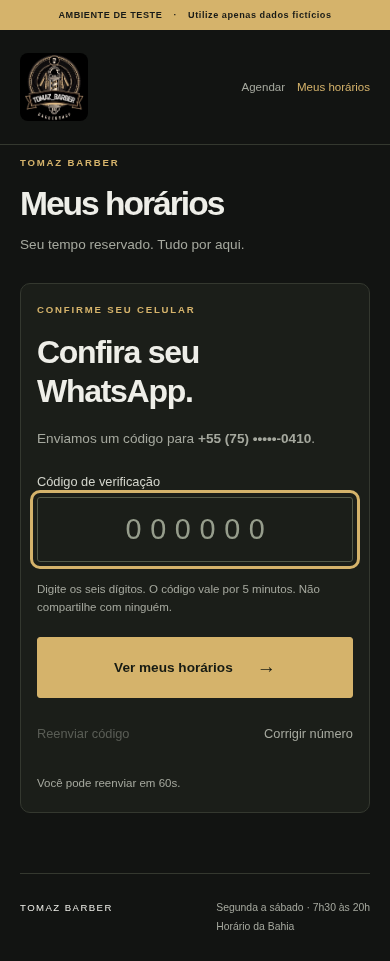 AMBIENTE DE TESTE · Utilize apenas dados fictícios
TOMAZ_BARBER
BARBERSHOP
Agendar Meus horários
TOMAZ BARBER
Meus horários
Seu tempo reservado. Tudo por aqui.
CONFIRME SEU CELULAR
Confira seu
WhatsApp.
Enviamos um código para +55 (75) •••••-0410.
Código de verificação
000000
Digite os seis dígitos. O código vale por 5 minutos. Não
compartilhe com ninguém.
Ver meus horários →
Reenviar código Corrigir número
Você pode reenviar em 60s.
TOMAZ BARBER
Segunda a sábado · 7h30 às 20h
Horário da Bahia